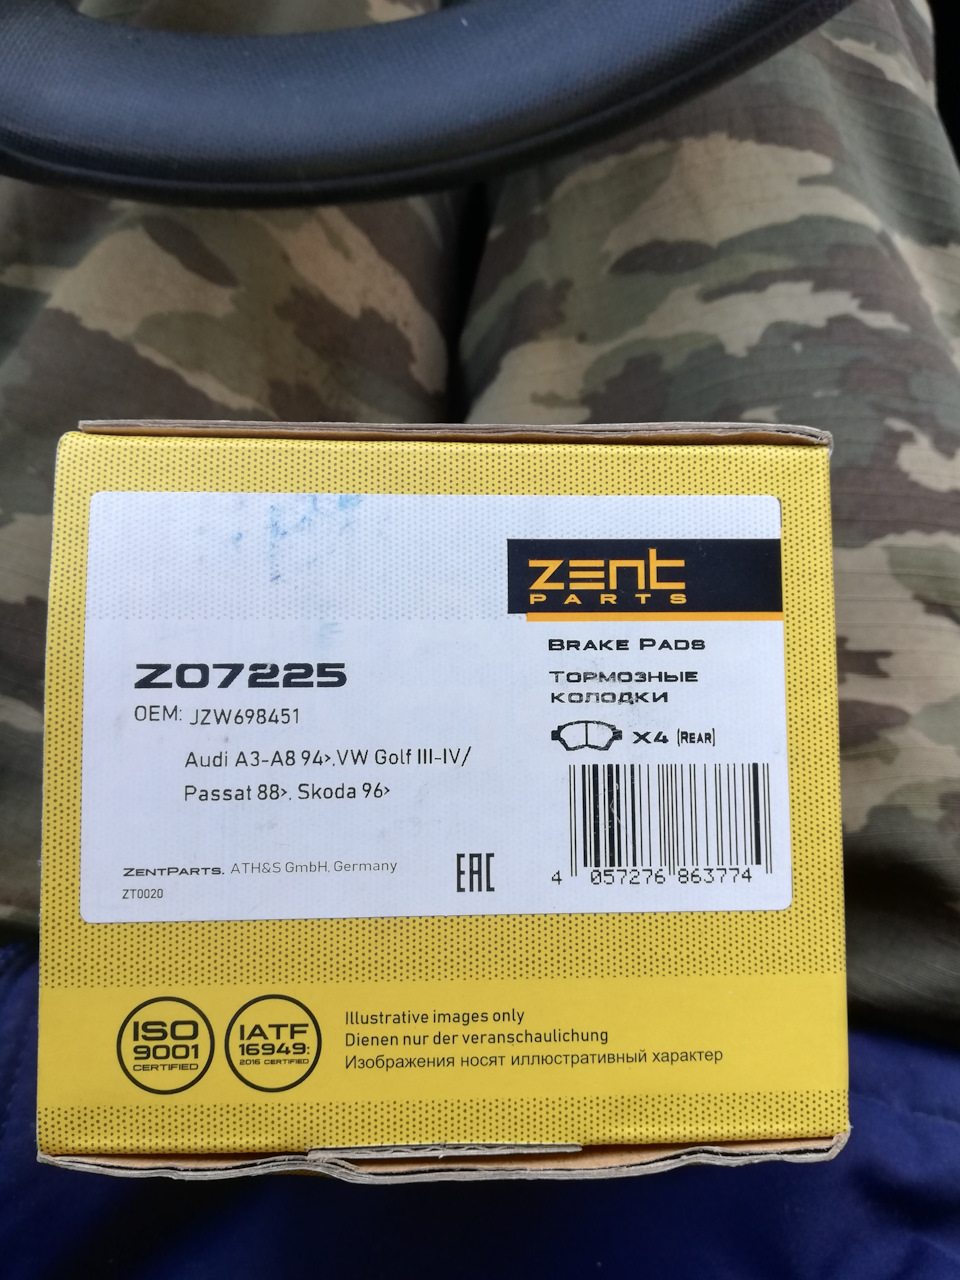 zent
PARTS
BRAKE PADS
ТОРМОЗНЫЕ
КОЛОДКИ
X4 (REAR)
Z07225
OEM: JZW698451
Audi A3-A8 94>,VW Golf III-IV/
Passat 88>, Skoda 96>
ZENTPARTS. ATH&S GmbH, Germany
ZT0020
EAC
4 057276 863774
ISO
9001
CERTIFIED
IATF
16949:
2016 CERTIFIED
Illustrative images only
Dienen nur der veranschaulichung
Изображения носят иллюстративный характер